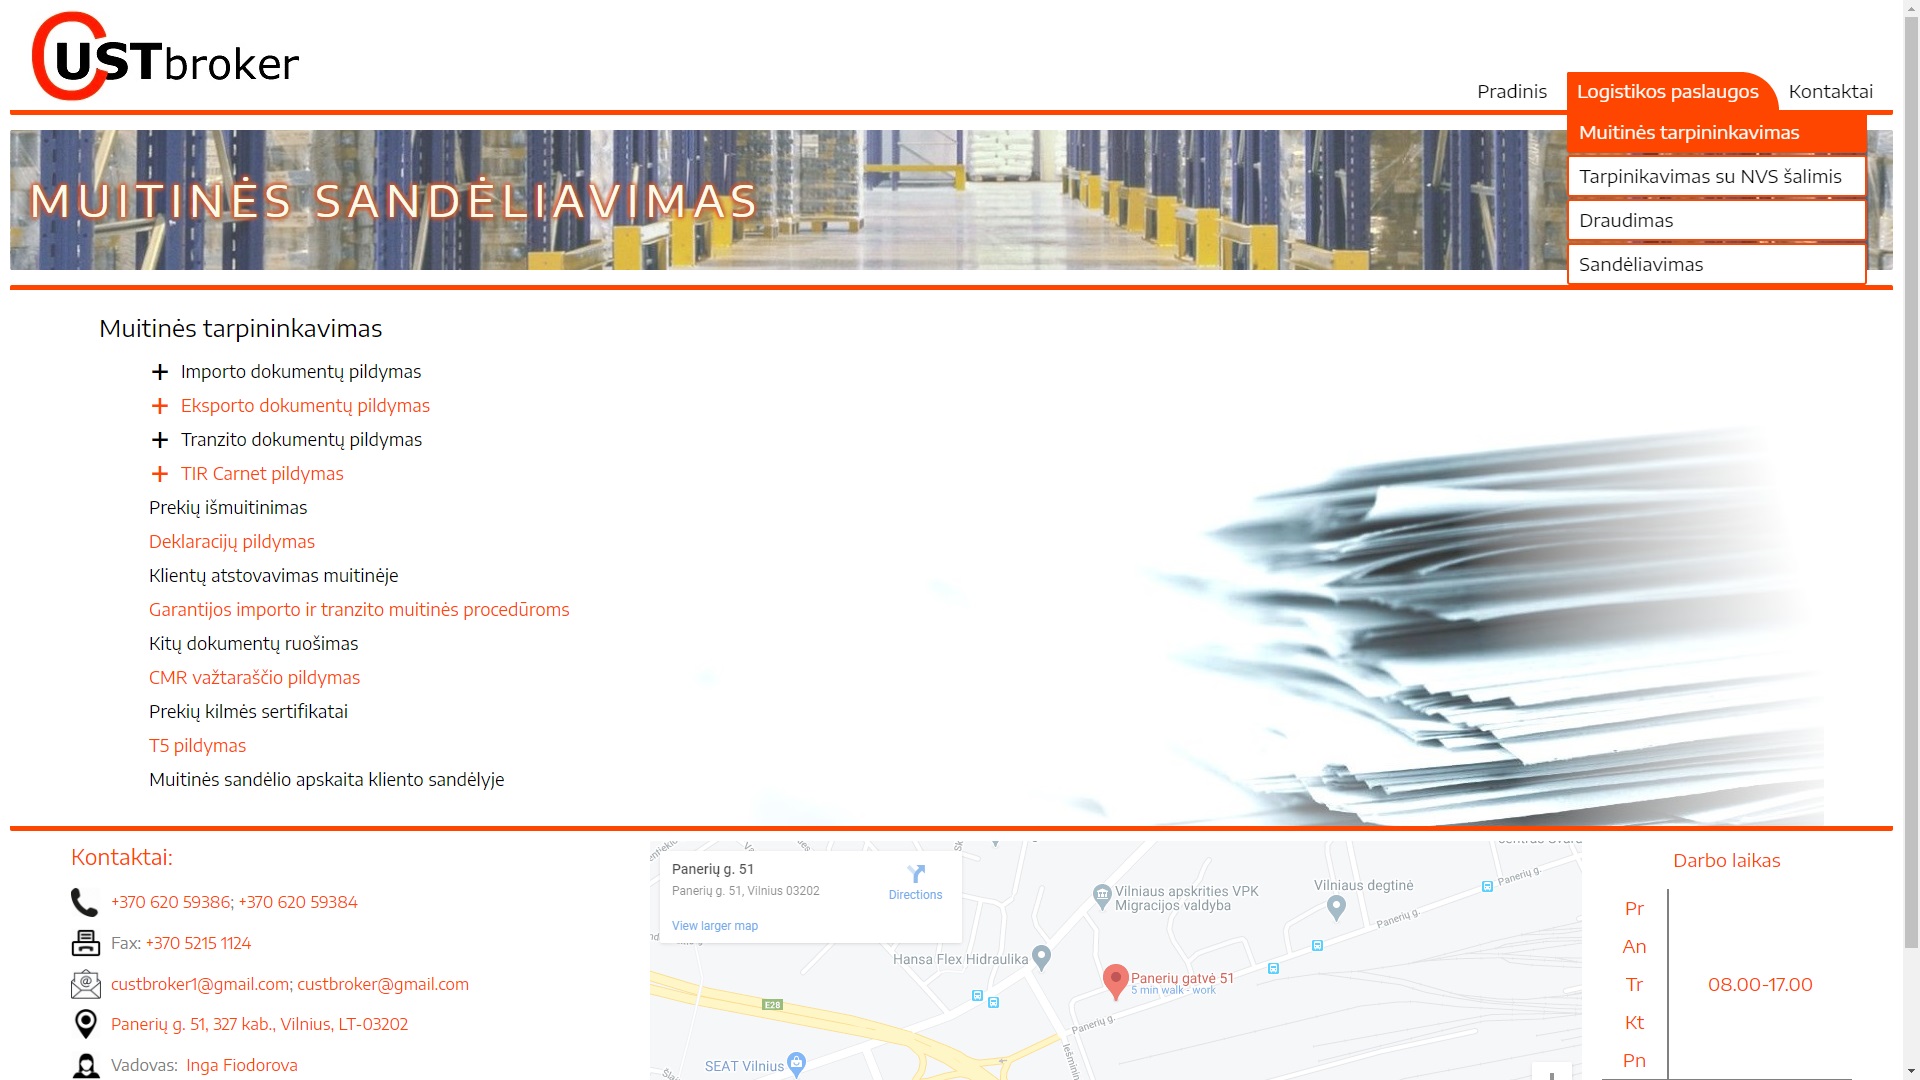 CUSTbroker
Pradinis
Logistikos paslaugos
Kontaktai
Muitinės tarpininkavimas
Tarpinikavimas su NVS šalimis
Draudimas
Sandėliavimas
MUITINĖS SANDĖLIAVIMAS
Muitinės tarpininkavimas
+ Importo dokumentų pildymas
+ Eksporto dokumentų pildymas
+ Tranzito dokumentų pildymas
+ TIR Carnet pildymas
Prekių išmuitinimas
Deklaracijų pildymas
Klientų atstovavimas muitinėje
Garantijos importo ir tranzito muitinės procedūroms
Kitų dokumentų ruošimas
CMR važtaraščio pildymas
Prekių kilmės sertifikatai
T5 pildymas
Muitinės sandėlio apskaita kliento sandėlyje
Kontaktai:
+370 620 59386; +370 620 59384
Fax: +370 5215 1124
custbroker1@gmail.com; custbroker@gmail.com
Panerių g. 51, 327 kab., Vilnius, LT-03202
Vadovas: Inga Fiodorova
Panerių g. 51
Panerių g. 51, Vilnius 03202
Directions
View larger map
Vilniaus apskrities VPK
Migracijos valdyba
Vilniaus degtinė
Panerių g.
Panerių g.
Hansa Flex Hidraulika
Panerių gatvė 51
5 min walk - work
E28
Panerių g.
SEAT Vilnius
Darbo laikas
Pr
An
Tr
Kt
Pn
08.00-17.00